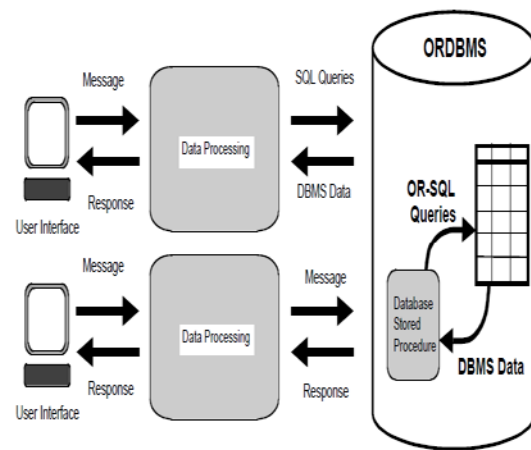 ORDBMS
Message
SQL Queries
Data Processing
Response
DBMS Data
User Interface
OR-SQL
Queries
Message
Message
Data Processing
Database
Stored
Procedure
Response
Response
DBMS Data
User Interface